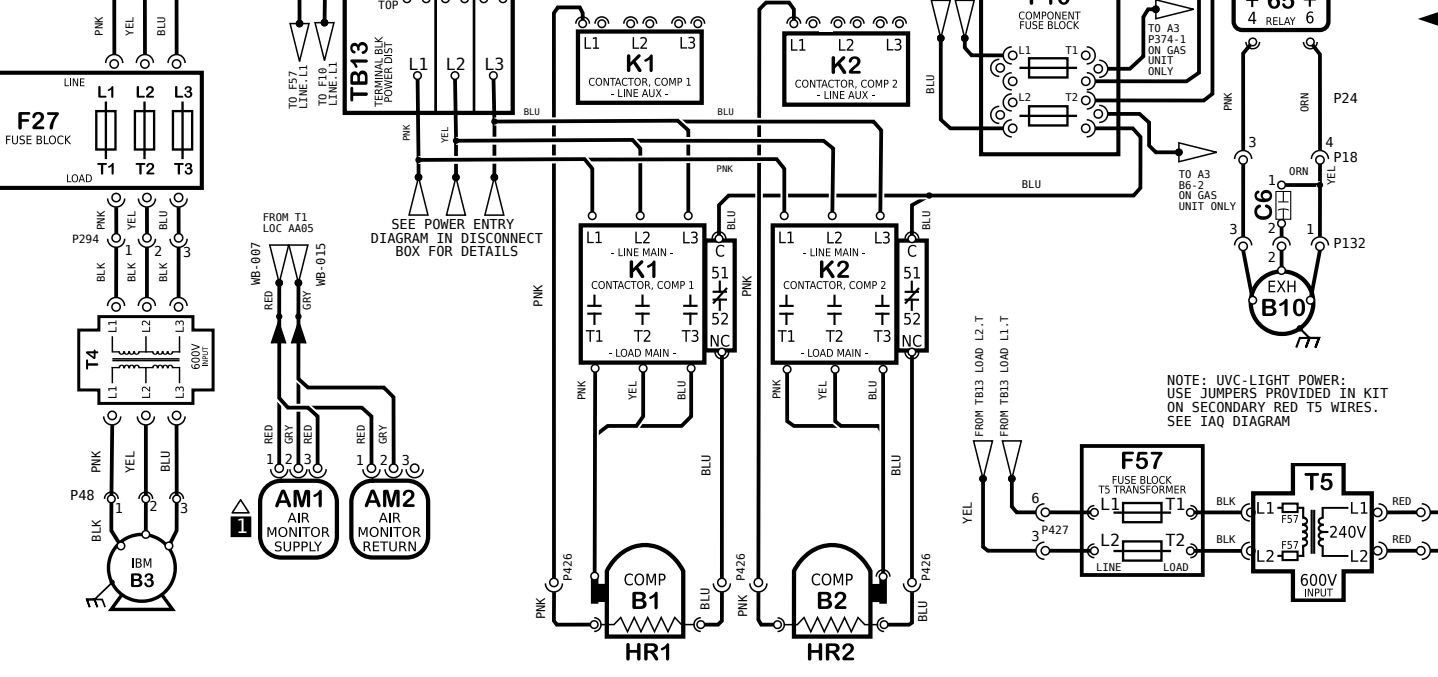 PNK
YEL
BLU
LINE
L1 L2 L3
F27
FUSE BLOCK
T1 T2 T3
LOAD
PNK
YEL
BLU
P294
1 2 3
BLK
BLK
BLK
L1
L2
L3
T4
600V
INPUT
L1
L2
L3
PNK
YEL
BLU
P48
1 2 3
BLK
IBM
B3
TO F57
LINE.L1
TO F10
LINE.L1
TOP
TB13
TERMINAL BLK
POWER DIST
L1 L2 L3
PNK
YEL
BLU
BLU
PNK
SEE POWER ENTRY
DIAGRAM IN DISCONNECT
BOX FOR DETAILS
FROM T1
LOC AA05
WB-007
WB-015
RED
GRY
RED
GRY
RED
RED
GRY
1 2 3
1 2 3
1
AM1
AIR
MONITOR
SUPPLY
AM2
AIR
MONITOR
RETURN
L1 L2 L3
K1
CONTACTOR, COMP 1
- LINE AUX -
L1 L2 L3
K2
CONTACTOR, COMP 2
- LINE AUX -
L1 L2 L3
- LINE MAIN -
K1
CONTACTOR, COMP 1
T1 T2 T3
- LOAD MAIN -
BLU
C
51
52
NC
PNK
PNK
YEL
BLU
BLU
L1 L2 L3
- LINE MAIN -
K2
CONTACTOR, COMP 2
T1 T2 T3
- LOAD MAIN -
BLU
C
51
52
NC
PNK
PNK
YEL
BLU
BLU
P426
PNK
COMP
B1
HR1
BLU
P426
PNK
COMP
B2
HR2
P426
BLU
BLU
F10
COMPONENT
FUSE BLOCK
L1 T1
L2 T2
BLU
TO A3
P374-1
ON GAS
UNIT
ONLY
TO A3
B6-2
ON GAS
UNIT ONLY
65
4 RELAY 6
PNK
ORN
P24
3 4
P18
ORN
YEL
1
C6
2
3 1
P132
2
EXH
B10
NOTE: UVC-LIGHT POWER:
USE JUMPERS PROVIDED IN KIT
ON SECONDARY RED T5 WIRES.
SEE IAQ DIAGRAM
FROM TB13 LOAD L2.T
FROM TB13 LOAD L1.T
YEL
6
3
P427
F57
FUSE BLOCK
T5 TRANSFORMER
L1 T1
L2 T2
LINE LOAD
BLK
BLK
T5
L1 F57 L1
240V
L2 F57 L2
600V
INPUT
RED
RED